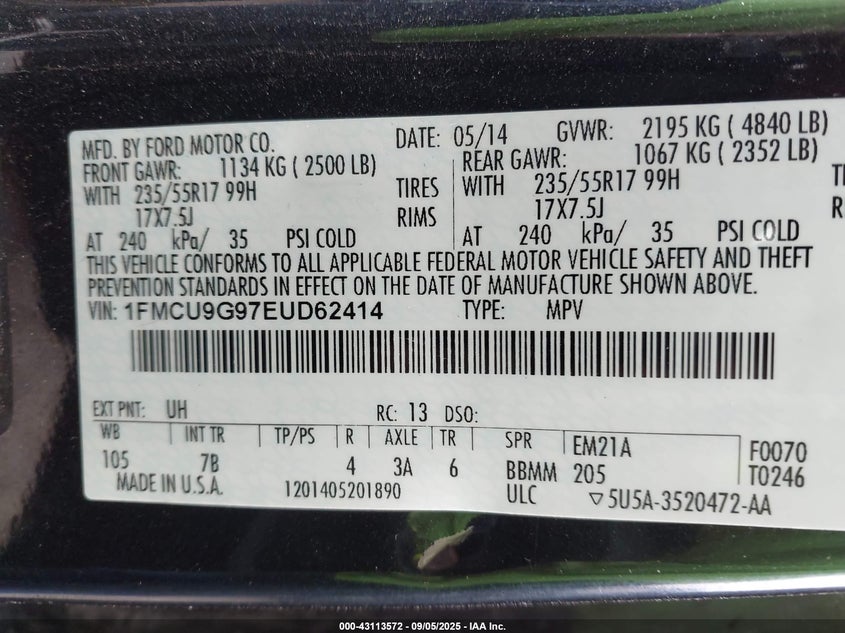 MFD. BY FORD MOTOR CO. DATE: 05/14 GVWR: 2195 KG ( 4840 LB)
FRONT GAWR: 1134 KG ( 2500 LB) REAR GAWR: 1067 KG ( 2352 LB)
WITH 235/55R17 99H TIRES WITH 235/55R17 99H
17X7.5J RIMS 17X7.5J
AT 240 kPa/ 35 PSI COLD AT 240 kPa/ 35 PSI COLD
THIS VEHICLE CONFORMS TO ALL APPLICABLE FEDERAL MOTOR VEHICLE SAFETY AND THEFT
PREVENTION STANDARDS IN EFFECT ON THE DATE OF MANUFACTURE SHOWN ABOVE.
VIN: 1FMCU9G97EUD62414 TYPE: MPV
EXT PNT: UH RC: 13 DSO:
WB INT TR TP/PS R AXLE TR SPR EM21A F0070
105 7B 4 3A 6 BBMM 205 T0246
MADE IN U.S.A. 1201405201890 ULC ▽5U5A-3520472-AA
000-43113572 - 09/05/2025 - IAA Inc.